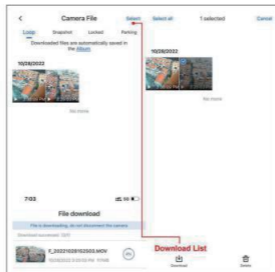 Camera File
Select
Loop
Snapshot
Locked
Parking
Downloaded files are automatically saved in
the Album
10/28/2022
No more
Select all
1 selected
Cancel
10/28/2022
No more
7:03
File download
File is downloading, do not disconnect the camera
Download List
Download
Delete